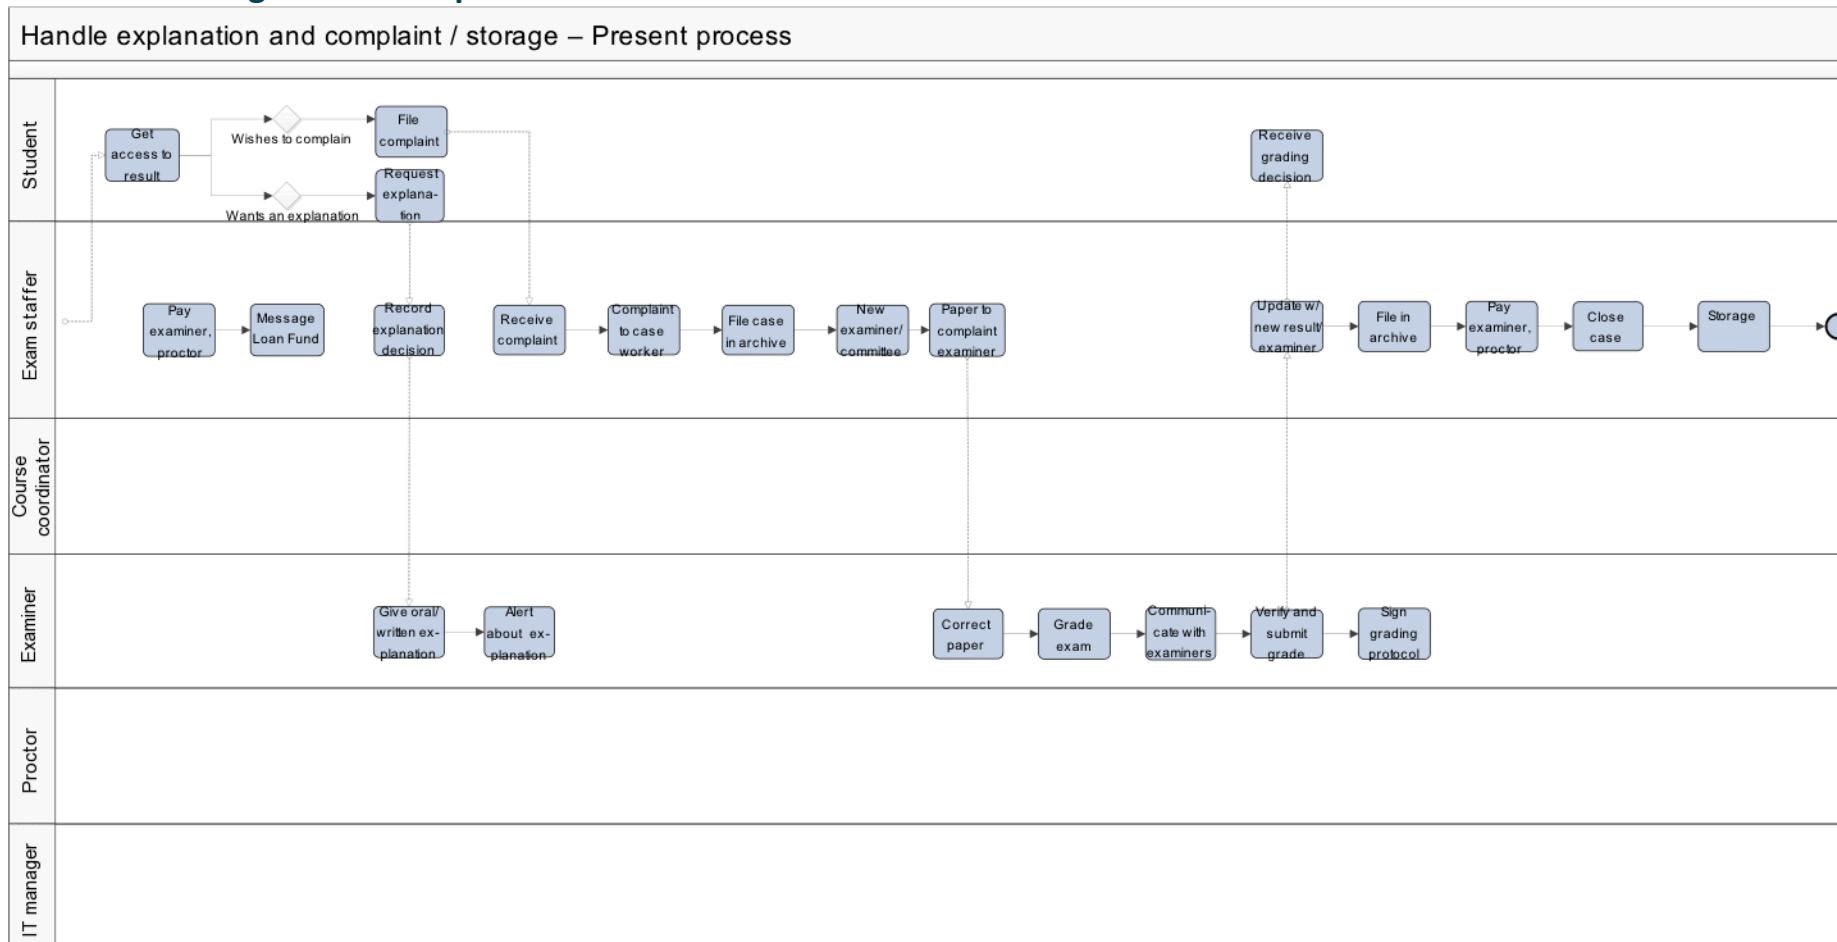 Handle explanation and complaint / storage – Present process
Student
Get
access to
result
Wishes to complain
File
complaint
Wants an explanation
Request
explana-
tion
Receive
grading
decision
Exam staffer
Pay
examiner,
proctor
Message
Loan Fund
Record
explanation
decision
Receive
complaint
Complaint
to case
worker
File case
in archive
New
examiner/
committee
Paper to
complaint
examiner
Update w/
new result/
examiner
File in
archive
Pay
examiner,
proctor
Close
case
Storage
Course
coordinator
Examiner
Give oral/
written ex-
planation
Alert
about ex-
planation
Correct
paper
Grade
exam
Communi-
cate with
examiners
Verify and
submit
grade
Sign
grading
protocol
Proctor
IT manager